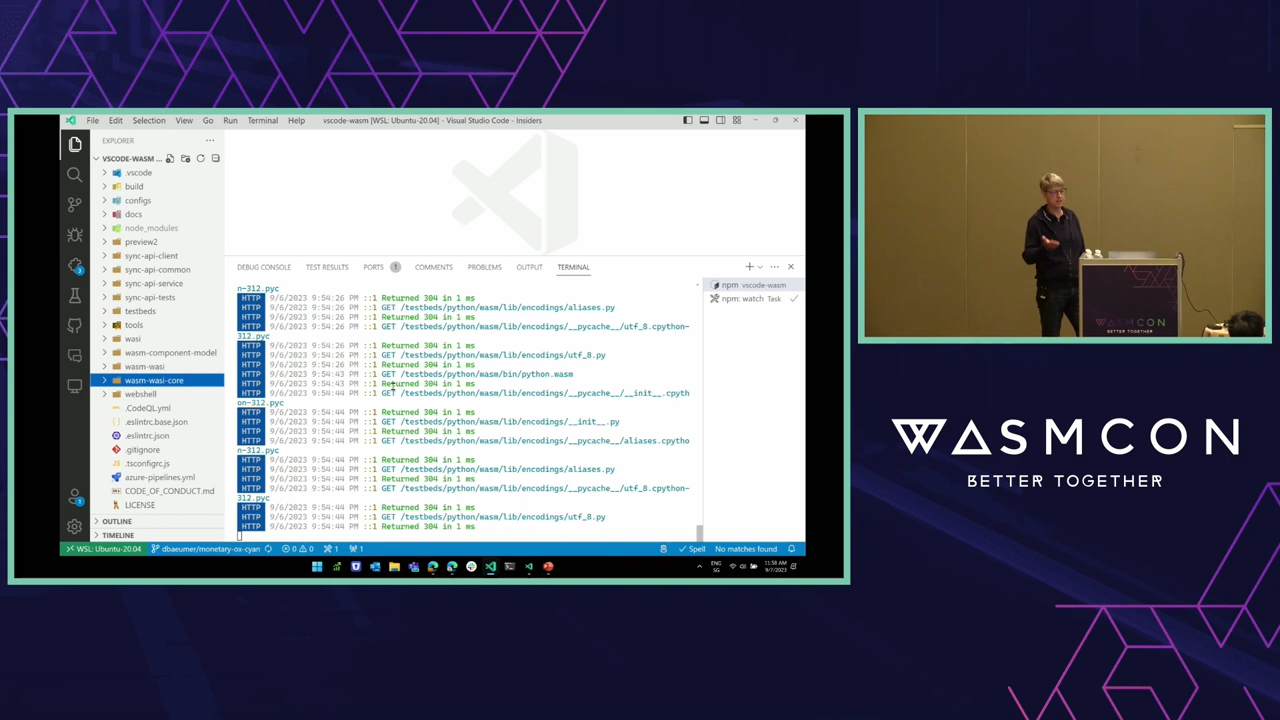 File Edit Selection View Go Run Terminal Help
vscode-wasm [WSL: Ubuntu-20.04] - Visual Studio Code - Insiders
EXPLORER
VSCODE-WASM ...
.vscode
build
configs
docs
node_modules
preview2
sync-api-client
sync-api-common
sync-api-service
sync-api-tests
testbeds
tools
wasi
wasm-component-model
wasm-wasi
wasm-wasi-core
webshell
.CodeQL.yml
.eslintrc.base.json
.eslintrc.json
.gitignore
.tsconfigrc.js
azure-pipelines.yml
CODE_OF_CONDUCT.md
LICENSE
OUTLINE
TIMELINE
3
1
DEBUG CONSOLE TEST RESULTS PORTS 1 COMMENTS PROBLEMS OUTPUT TERMINAL
n-312.pyc
HTTP 9/6/2023 9:54:26 PM ::1 Returned 304 in 1 ms
HTTP 9/6/2023 9:54:26 PM ::1 GET /testbeds/python/wasm/lib/encodings/aliases.py
HTTP 9/6/2023 9:54:26 PM ::1 Returned 304 in 1 ms
HTTP 9/6/2023 9:54:26 PM ::1 GET /testbeds/python/wasm/lib/encodings/__pycache__/utf_8.cpython-
312.pyc
HTTP 9/6/2023 9:54:26 PM ::1 Returned 304 in 1 ms
HTTP 9/6/2023 9:54:26 PM ::1 GET /testbeds/python/wasm/lib/encodings/utf_8.py
HTTP 9/6/2023 9:54:26 PM ::1 Returned 304 in 1 ms
HTTP 9/6/2023 9:54:43 PM ::1 GET /testbeds/python/wasm/bin/python.wasm
HTTP 9/6/2023 9:54:43 PM ::1 Returned 304 in 1 ms
HTTP 9/6/2023 9:54:44 PM ::1 GET /testbeds/python/wasm/lib/encodings/__pycache__/__init__.cpyth
on-312.pyc
HTTP 9/6/2023 9:54:44 PM ::1 Returned 304 in 1 ms
HTTP 9/6/2023 9:54:44 PM ::1 GET /testbeds/python/wasm/lib/encodings/__init__.py
HTTP 9/6/2023 9:54:44 PM ::1 Returned 304 in 1 ms
HTTP 9/6/2023 9:54:44 PM ::1 GET /testbeds/python/wasm/lib/encodings/__pycache__/aliases.cpytho
n-312.pyc
HTTP 9/6/2023 9:54:44 PM ::1 Returned 304 in 1 ms
HTTP 9/6/2023 9:54:44 PM ::1 GET /testbeds/python/wasm/lib/encodings/aliases.py
HTTP 9/6/2023 9:54:44 PM ::1 Returned 304 in 1 ms
HTTP 9/6/2023 9:54:44 PM ::1 GET /testbeds/python/wasm/lib/encodings/__pycache__/utf_8.cpython-
312.pyc
HTTP 9/6/2023 9:54:44 PM ::1 Returned 304 in 1 ms
HTTP 9/6/2023 9:54:44 PM ::1 GET /testbeds/python/wasm/lib/encodings/utf_8.py
HTTP 9/6/2023 9:54:44 PM ::1 Returned 304 in 1 ms
npm vscode-wasm
npm: watch Task
WSL: Ubuntu-20.04 dbaeumer/monetary-ox-cyan 0 0 1 1
Spell No matches found
ENG
SG
11:58 AM
9/7/2023
WASMCON
BETTER TOGETHER
WASMCON
BETTER TOGETHER